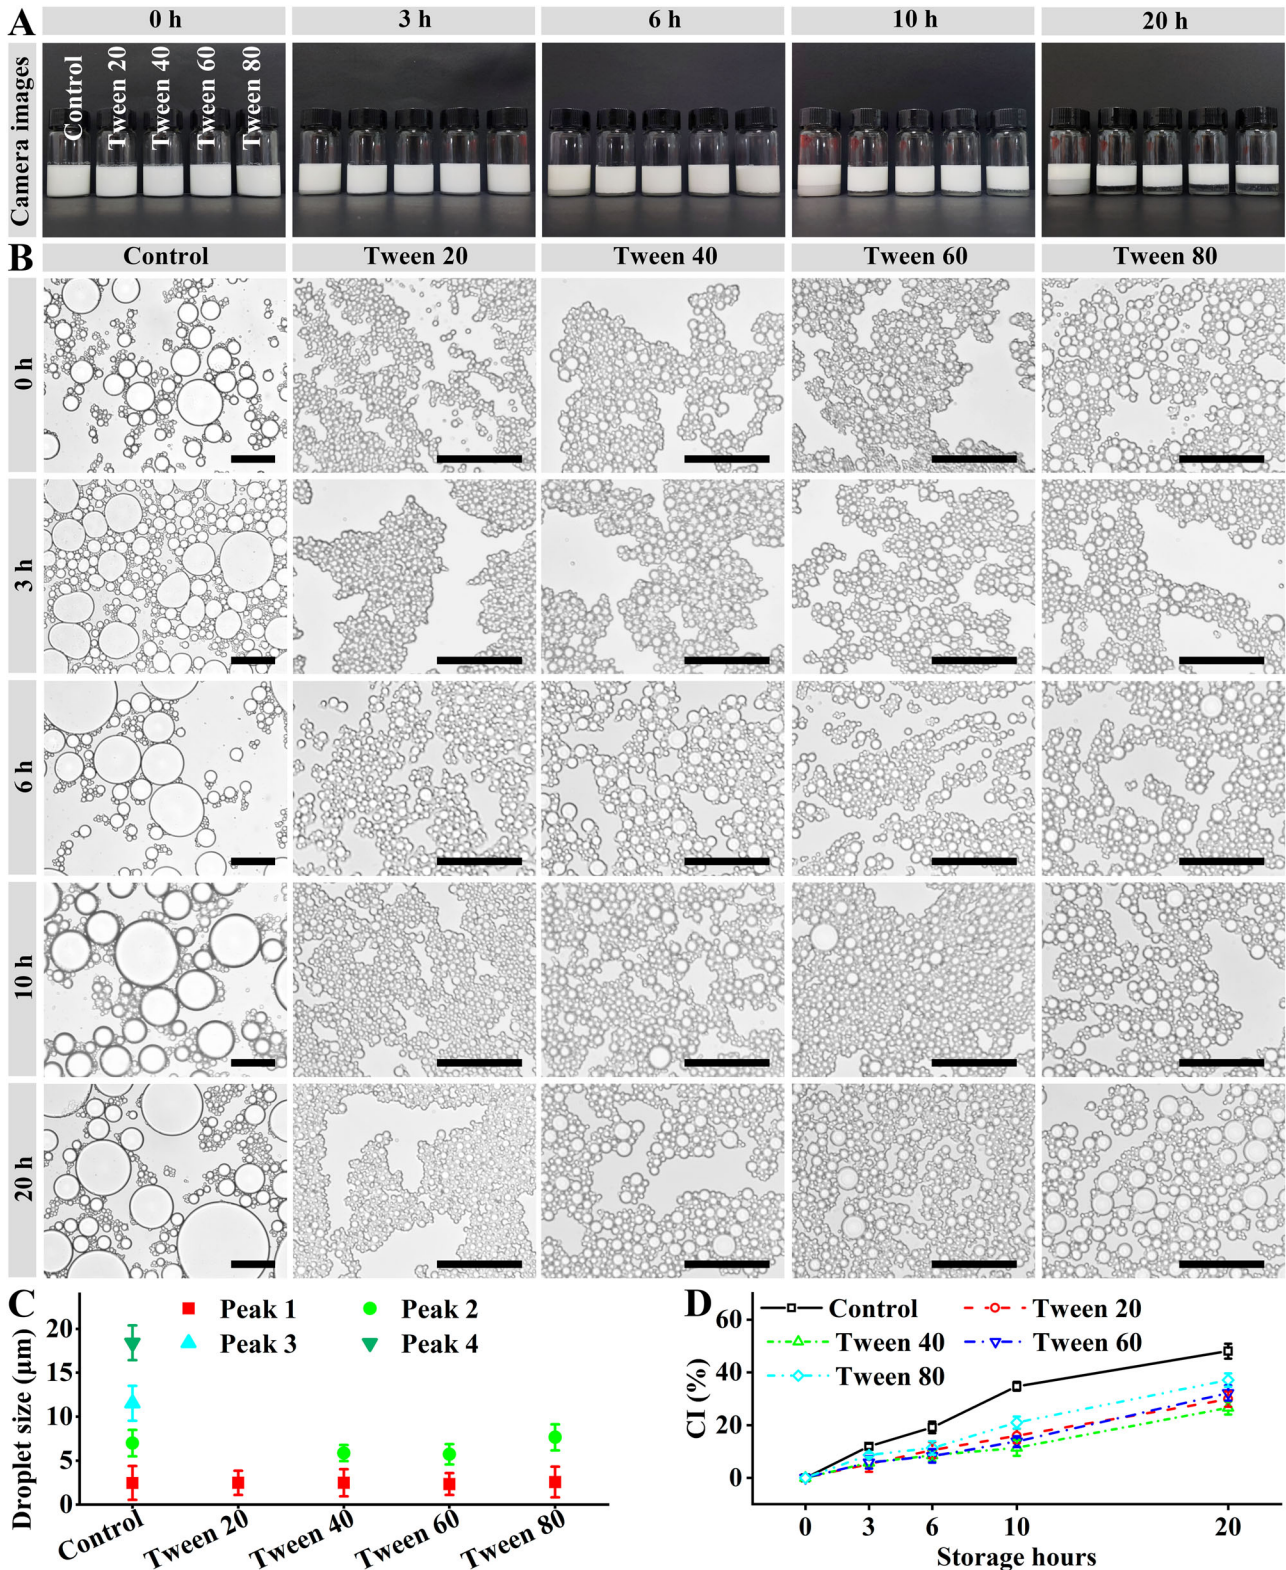 A
0 h
3 h
6 h
10 h
20 h
Camera images
Control
Tween 20
Tween 40
Tween 60
Tween 80
B
Control
Tween 20
Tween 40
Tween 60
Tween 80
0 h
3 h
6 h
10 h
20 h
C
Peak 1
Peak 2
Peak 3
Peak 4
Droplet size (μm)
20
15
10
5
0
Control
Tween 20
Tween 40
Tween 60
Tween 80
D
Control
Tween 20
Tween 40
Tween 60
Tween 80
CI (%)
60
40
20
0
0
3
6
10
20
Storage hours